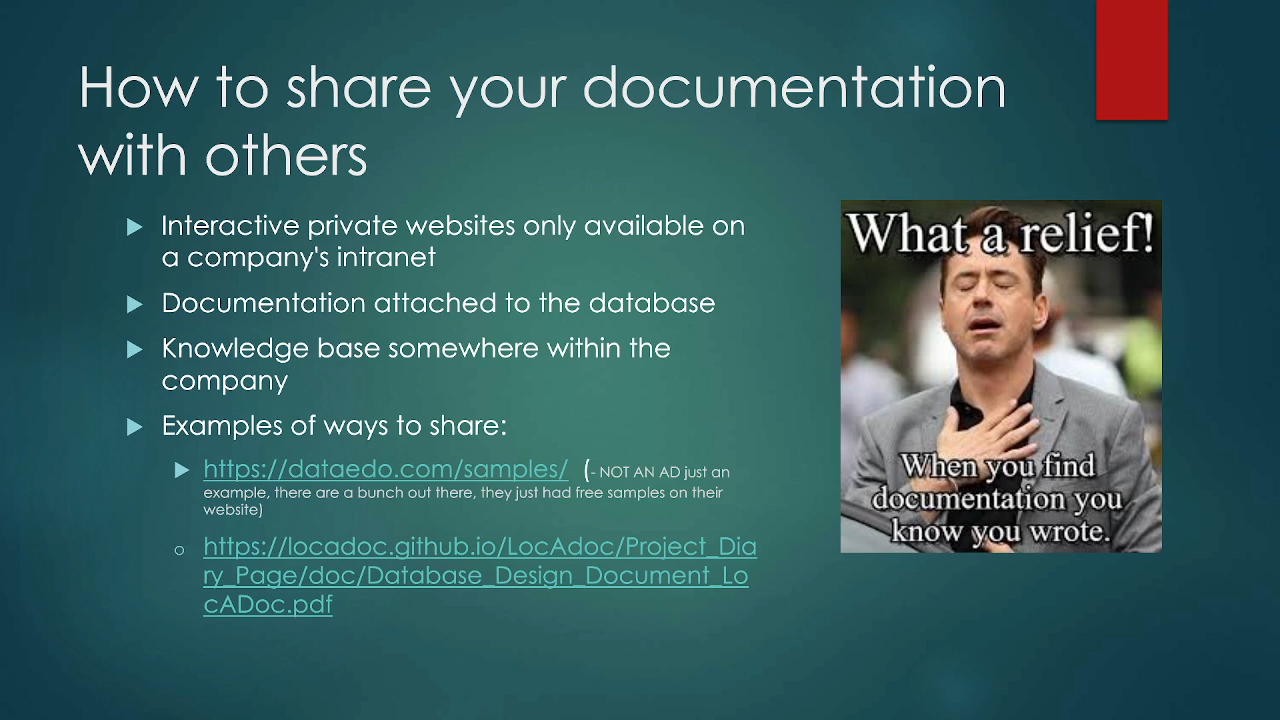 How to share your documentation
with others
Interactive private websites only available on
a company's intranet
Documentation attached to the database
Knowledge base somewhere within the
company
Examples of ways to share:
https://dataedo.com/samples/ (- NOT AN AD just an
example, there are a bunch out there, they just had free samples on their
website)
https://locadoc.github.io/LocAdoc/Project_Dia
ry_Page/doc/Database_Design_Document_Lo
cADoc.pdf
What a relief!
When you find
documentation you
know you wrote.